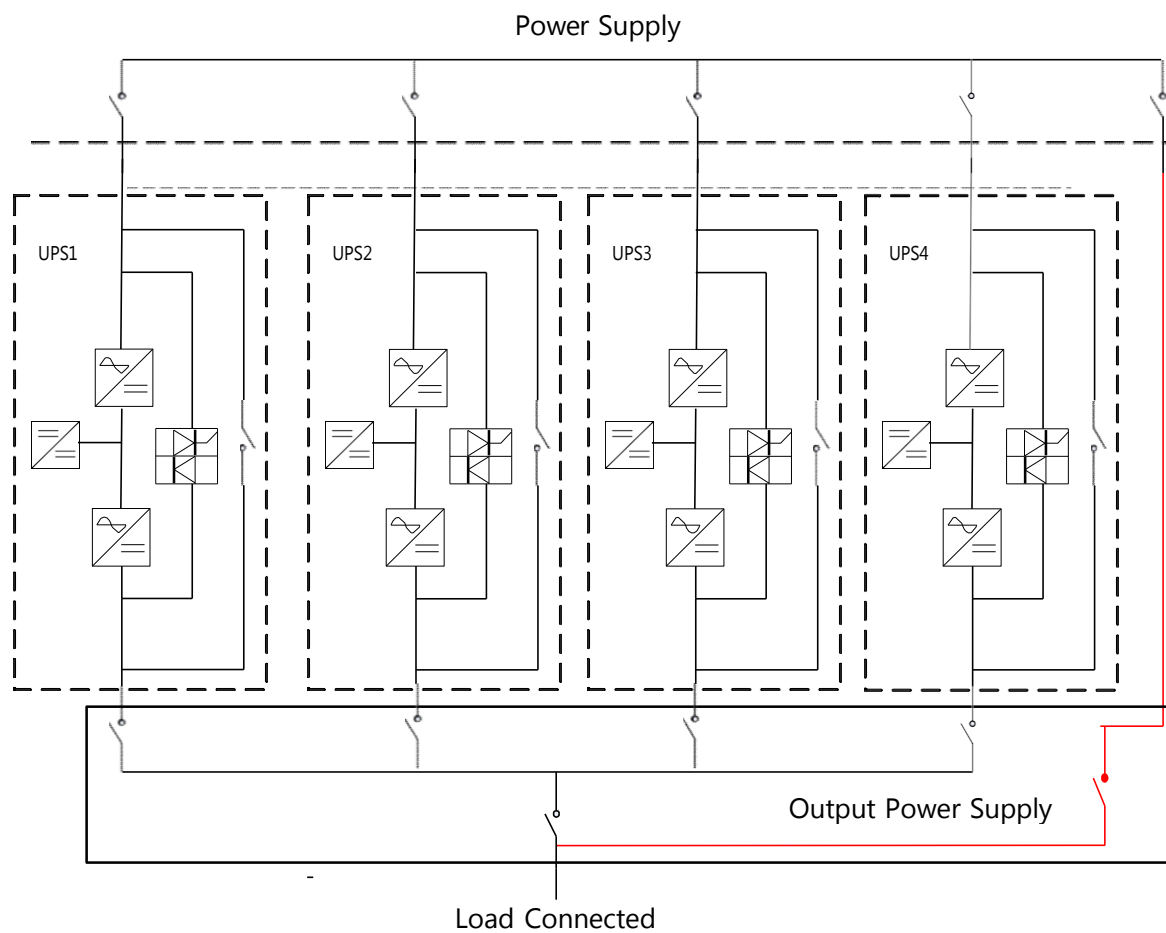 Power Supply
UPS1
UPS2
UPS3
UPS4
Output Power Supply
-
Load Connected